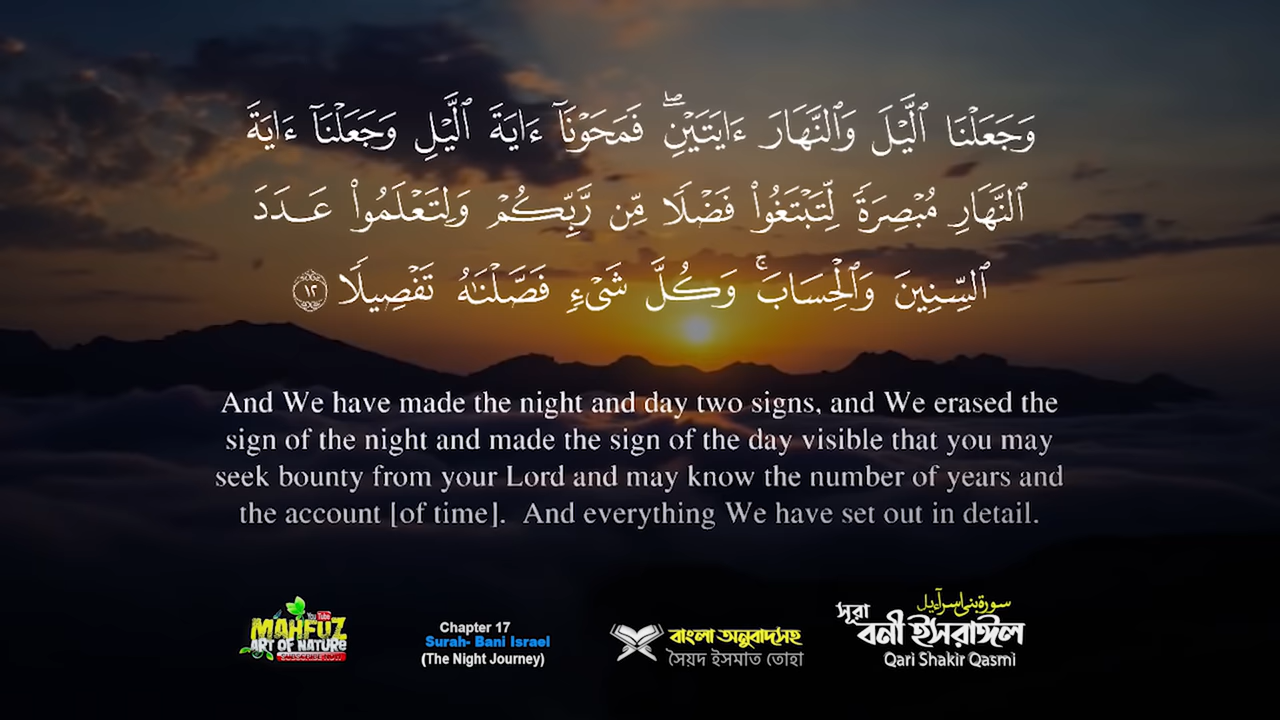 وَجَعَلْنَا ٱلَّيْلَ وَٱلنَّهَارَ ءَايَتَيْنِ ۖ فَمَحَوْنَآ ءَايَةَ ٱلَّيْلِ وَجَعَلْنَآ ءَايَةَ
ٱلنَّهَارِ مُبْصِرَةً لِّتَبْتَغُوا۟ فَضْلًا مِّن رَّبِّكُمْ وَلِتَعْلَمُوا۟ عَدَدَ
ٱلسِّنِينَ وَٱلْحِسَابَ ۚ وَكُلَّ شَىْءٍ فَصَّلْنَـٰهُ تَفْصِيلًا ١٢
And We have made the night and day two signs, and We erased the
sign of the night and made the sign of the day visible that you may
seek bounty from your Lord and may know the number of years and
the account [of time].  And everything We have set out in detail.
You Tube
MAHFUZ
ART OF NATURE
Chapter 17
Surah- Bani Israel
(The Night Journey)
বাংলা অনুবাদসহ
সৈয়দ ইসমাত তোহা
سورة بنی اسرآءیل
সূরা
বনী ইসরাঈল
Qari Shakir Qasmi